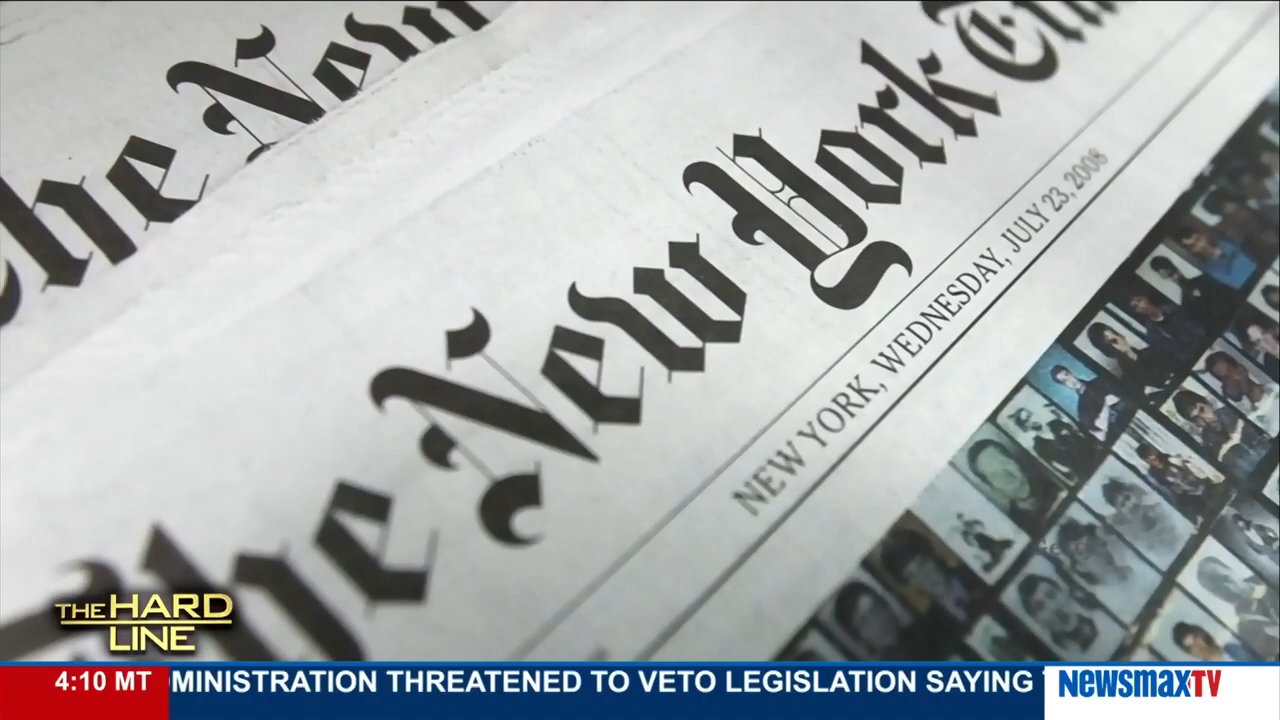 The New
The New York Tim
NEW YORK, WEDNESDAY, JULY 23, 2008
THE HARD
LINE
4:10 MT
MINISTRATION THREATENED TO VETO LEGISLATION SAYING
NEWSMAXTV